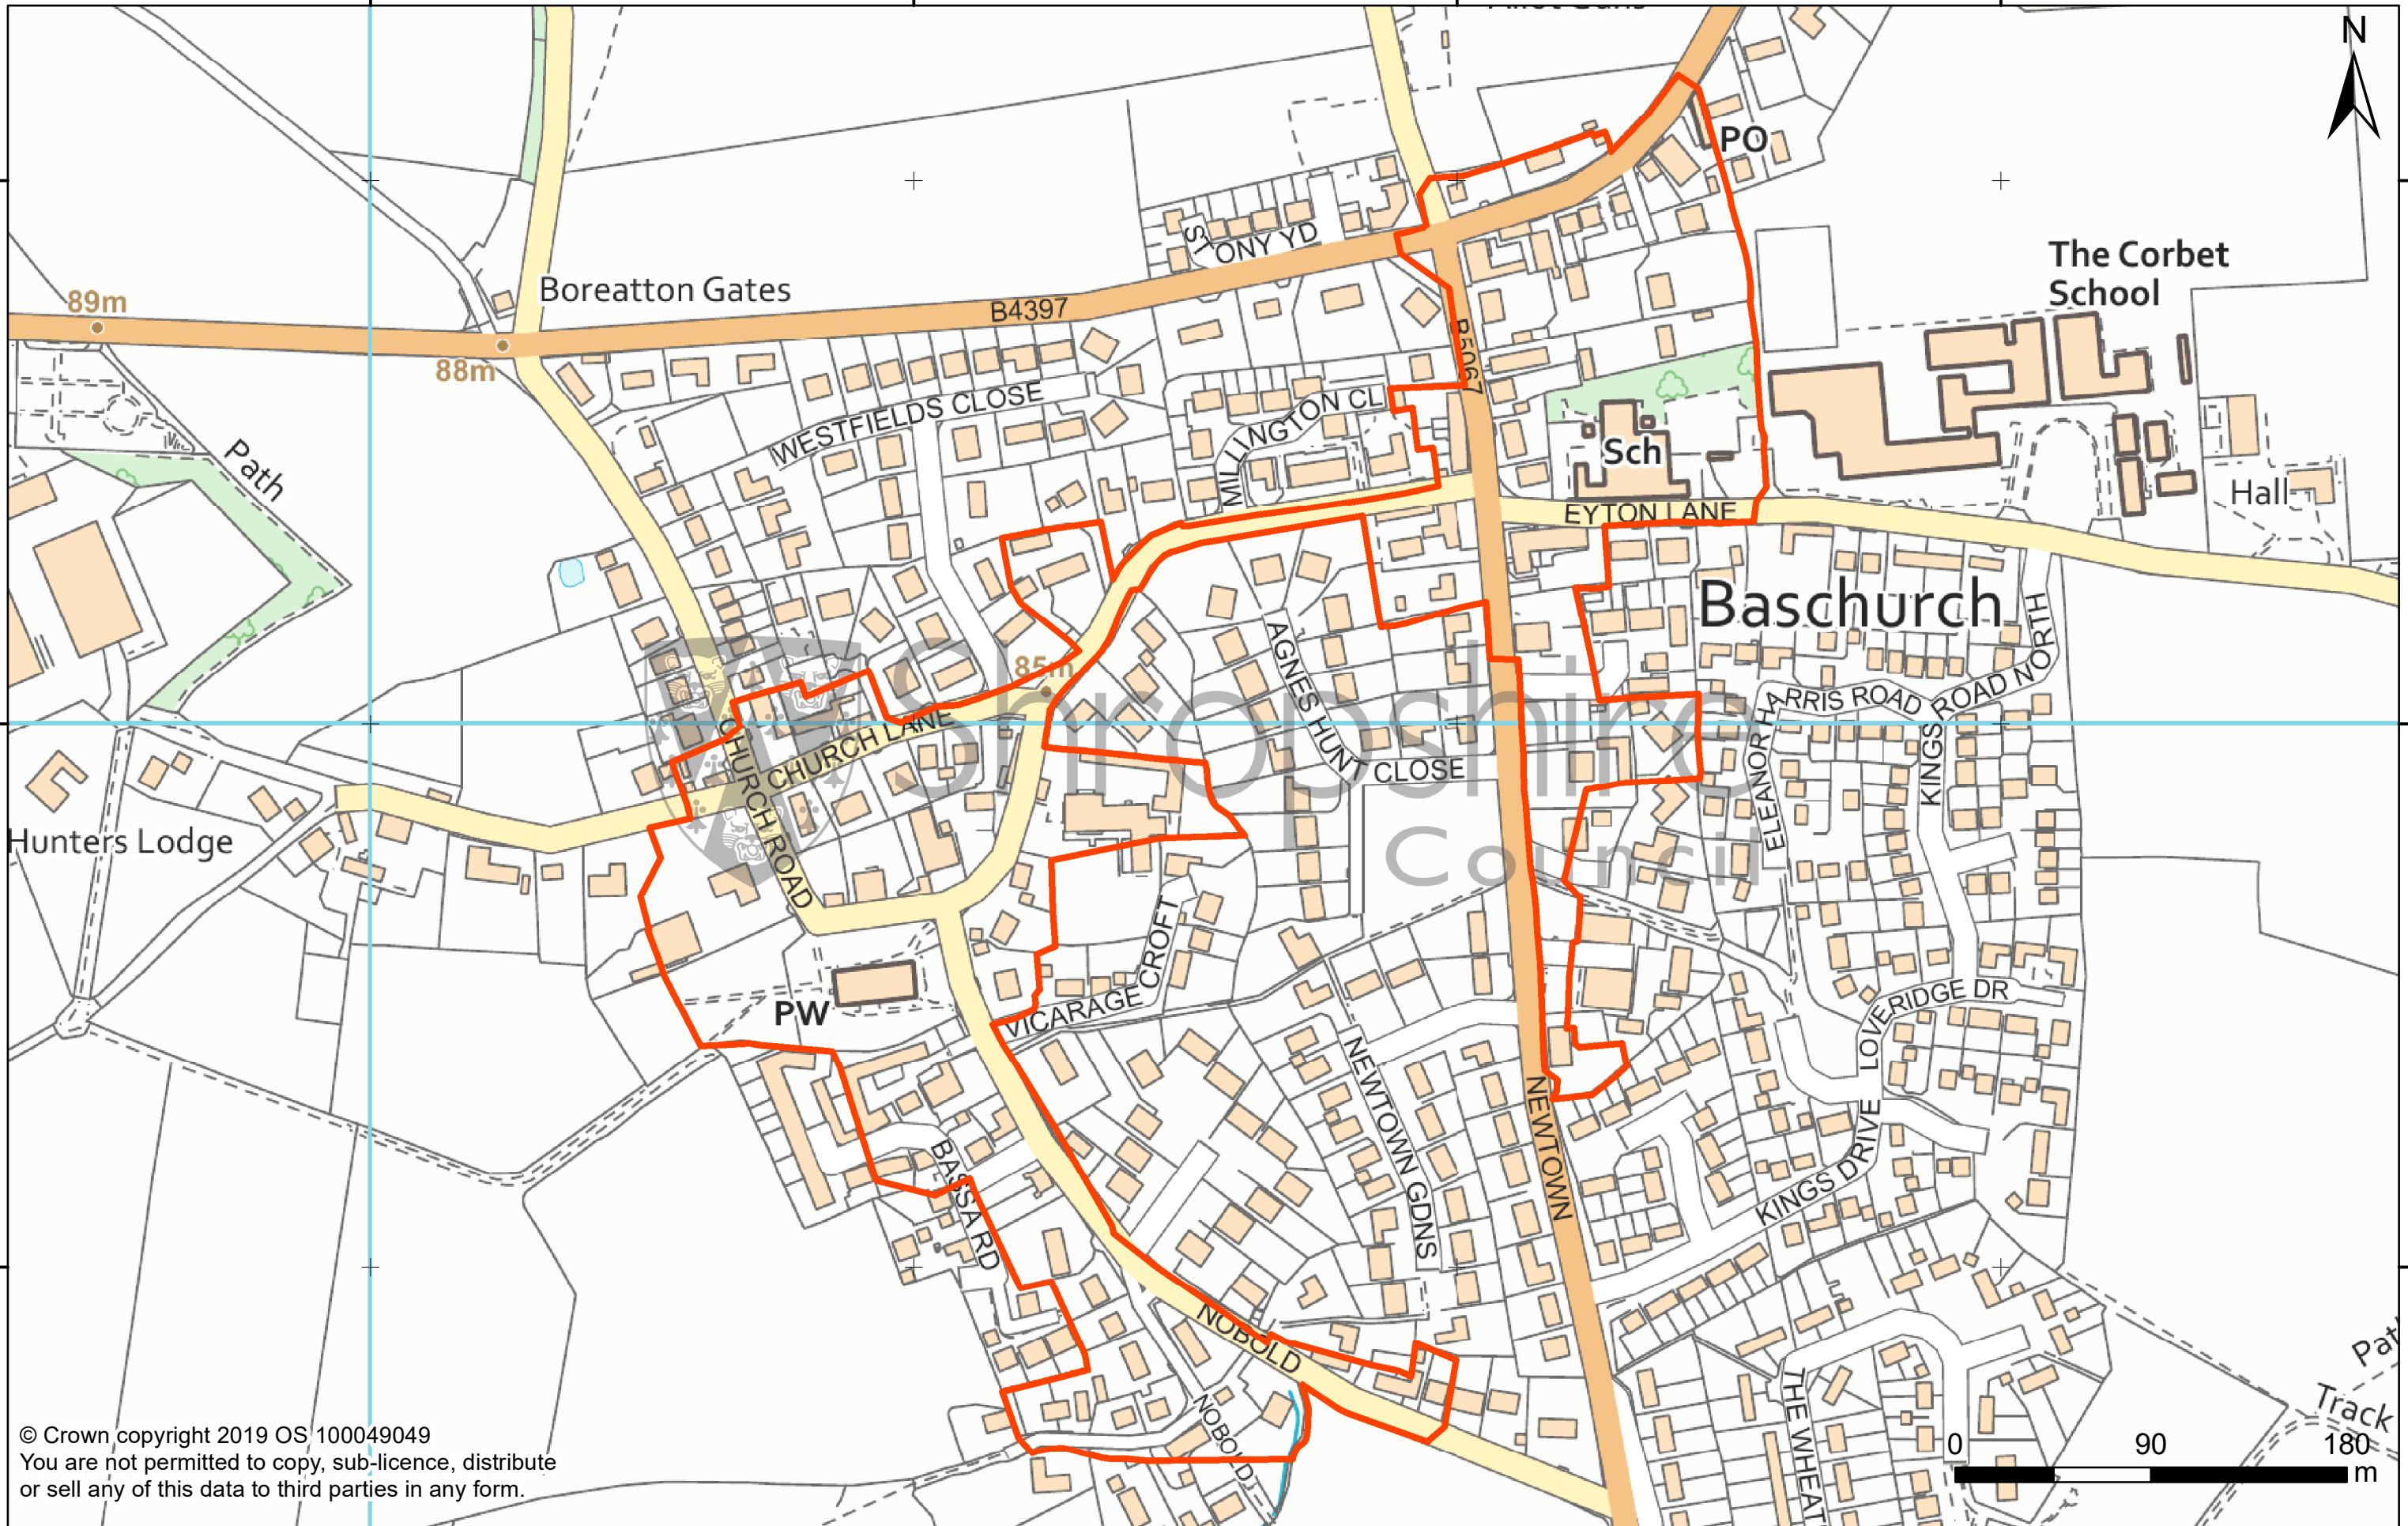 N
PO
The Corbet
School
STONY YD
89m
Boreatton Gates
B4397
88m
B5067
WESTFIELDS CLOSE
MILLINGTON CL
Path
Sch
Hall
EYTON LANE
Baschurch
AGNES HUNT CLOSE
85m
Shropshire
Council
ELEANOR HARRIS ROAD
KINGS ROAD NORTH
CHURCH LANE
CHURCH ROAD
Hunters Lodge
VICARAGE CROFT
LOVERIDGE DR
PW
NEWTOWN GDNS
NEWTOWN
KINGS DRIVE
BASSA RD
NOBOLD
NOBOLD
THE WHEAT
Track
© Crown copyright 2019 OS 100049049
You are not permitted to copy, sub-licence, distribute
or sell any of this data to third parties in any form.
0 90 180
m